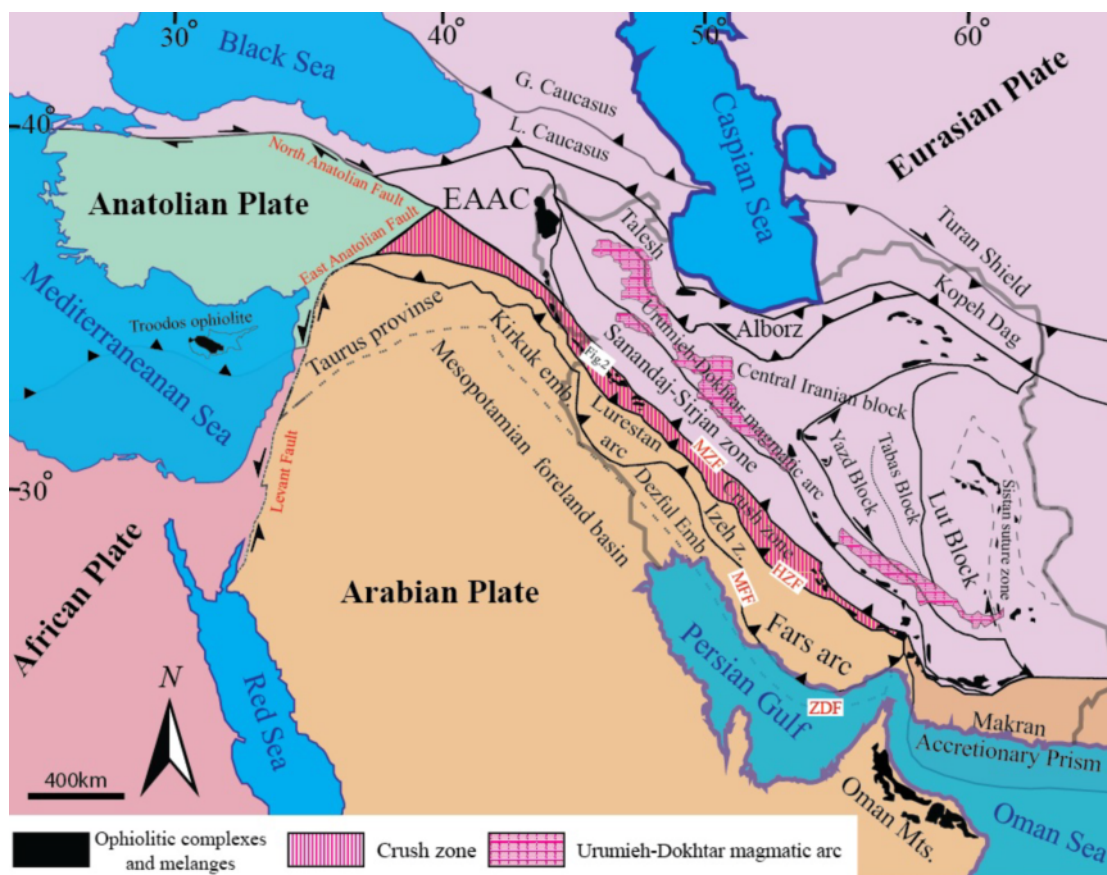 30°
40°
50°
60°
Black Sea
G. Caucasus
L. Caucasus
Caspian Sea
Eurasian Plate
40°
North Anatolian Fault
Anatolian Plate
EAAC
East Anatolian Fault
Talesh
Turan Shield
Kopeh Dag
Alborz
Mediterraneanean Sea
Troodos ophiolite
Taurus provinse
Kirkuk emb.
Fig.2
Urumieh-Dokhtar magmatic arc
Sanandaj-Sirjan zone
Central Iranian block
Mesopotamian foreland basin
Lurestan
arc
MZF
Yazd Block
Tabas Block
Lut Block
Sistan suture zone
30°
Levant Fault
Dezful Emb
Izeh z.
Crush zone
HZF
MFF
African Plate
Arabian Plate
Fars arc
Persian Gulf
ZDF
Red Sea
Makran
Accretionary Prism
Oman Mts.
Oman Sea
N
400km
Ophiolitic complexes
and melanges
Crush zone
Urumieh-Dokhtar magmatic arc